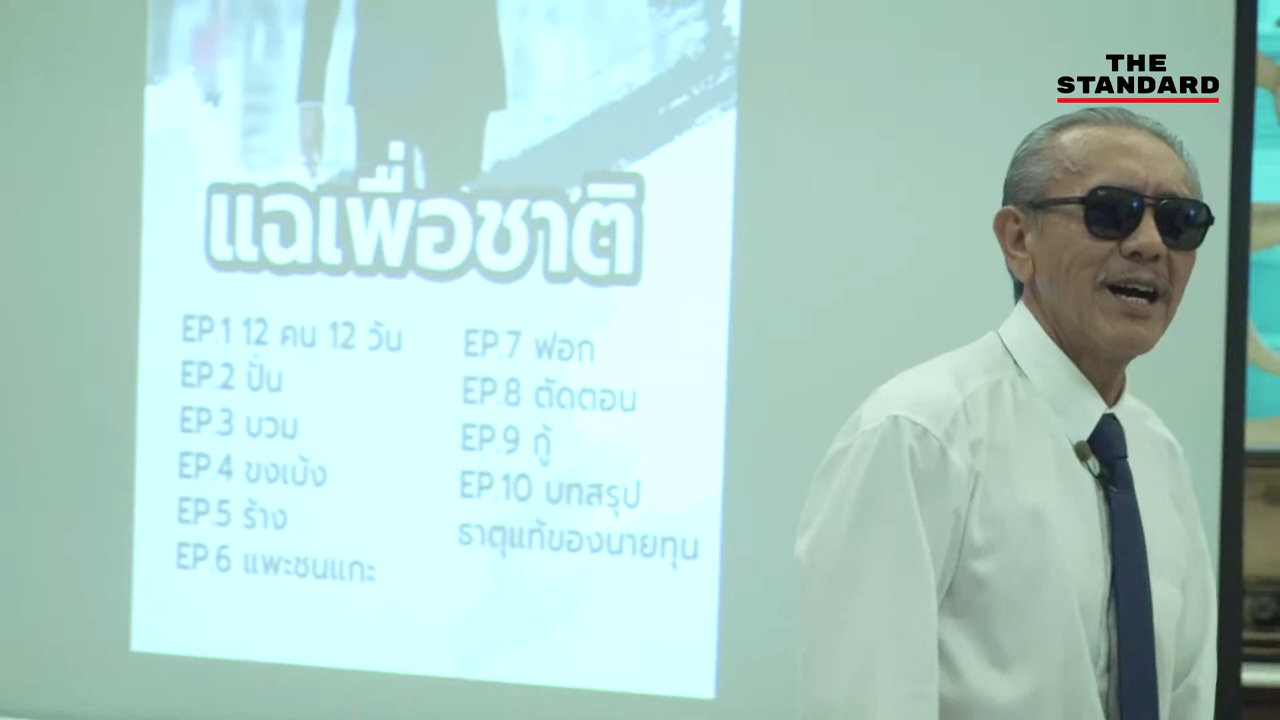 THE
STANDARD
แฉเพื่อชาติ
EP.1 12 คน 12 วัน
EP.2 ปั่น
EP.3 บวม
EP.4 ขงเบ้ง
EP.5 ร้าง
EP.6 แพะชนแกะ
EP.7 ฟอก
EP.8 ตัดตอน
EP.9 กู้
EP.10 บทสรุป
ธาตุแท้ของนายทุน